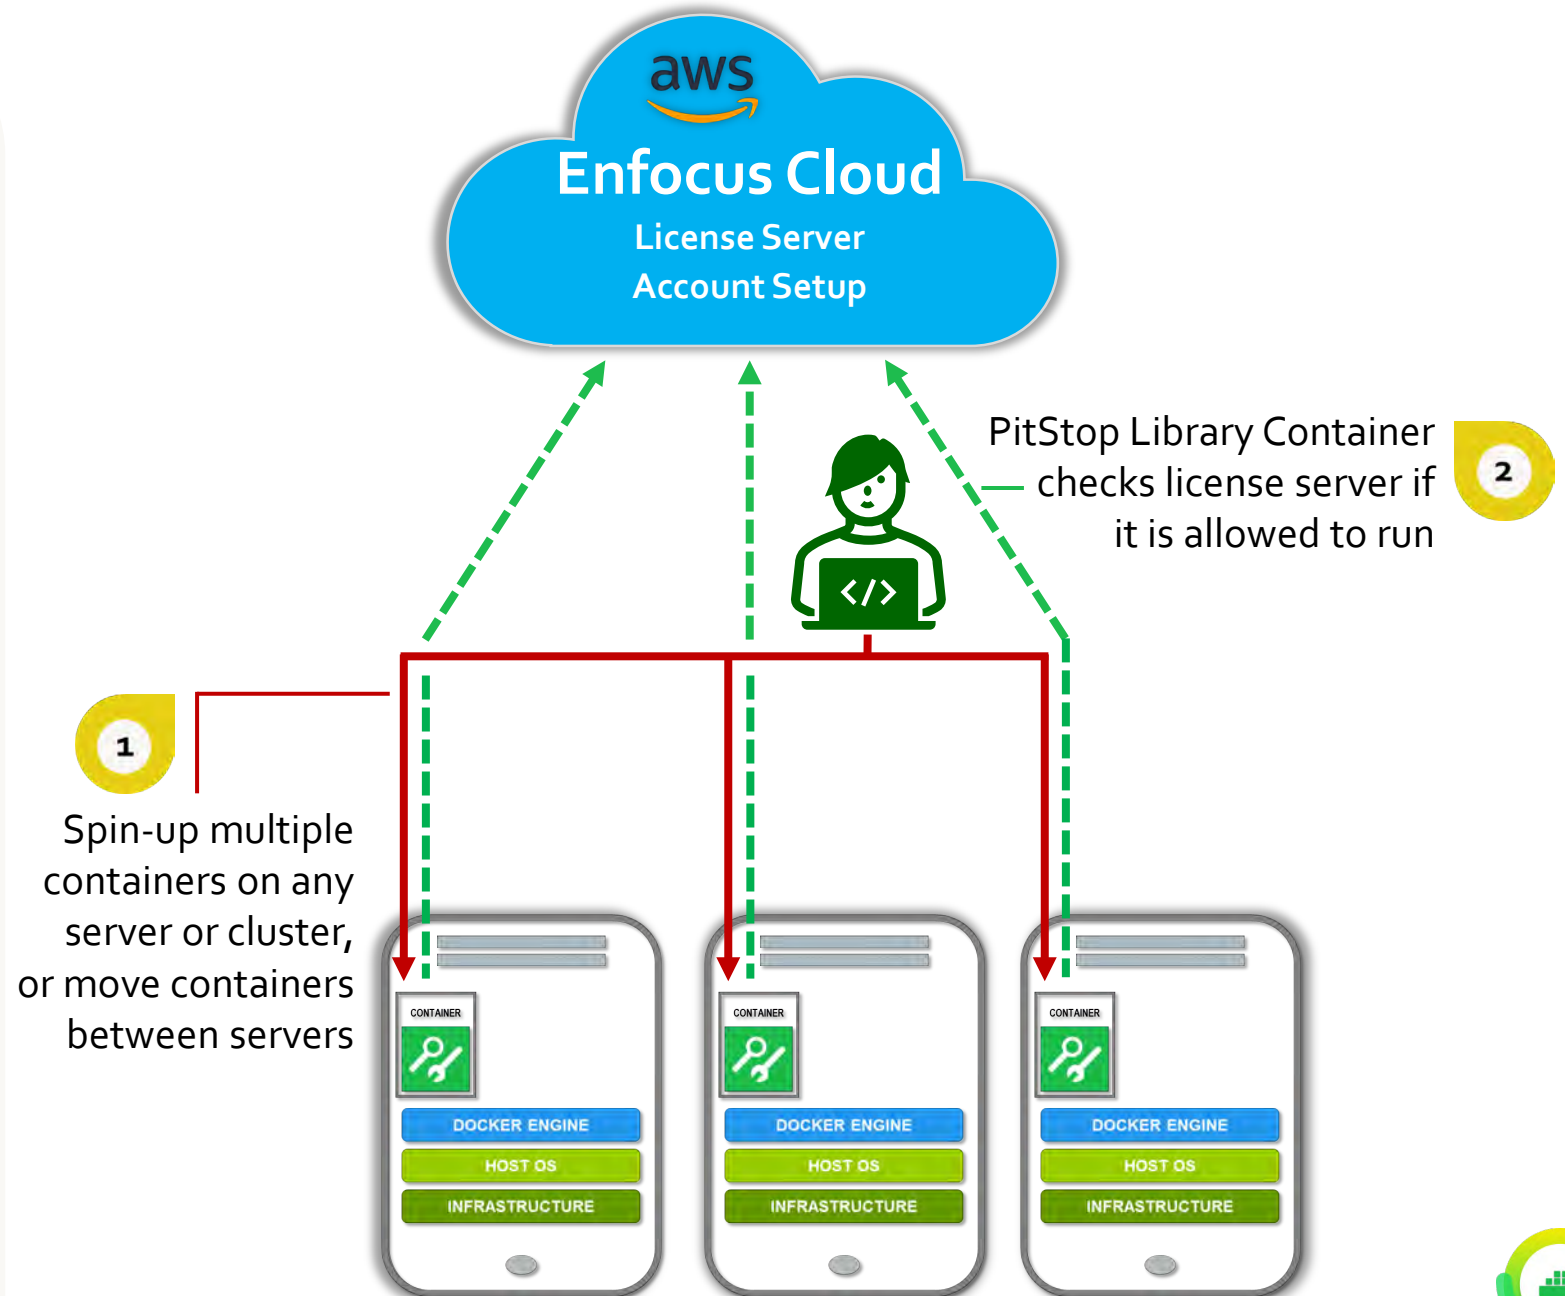 aws
Enfocus Cloud
License Server
Account Setup
PitStop Library Container
checks license server if
it is allowed to run
2
</>
1
Spin-up multiple
containers on any
server or cluster,
or move containers
between servers
CONTAINER
DOCKER ENGINE
HOST OS
INFRASTRUCTURE
CONTAINER
DOCKER ENGINE
HOST OS
INFRASTRUCTURE
CONTAINER
DOCKER ENGINE
HOST OS
INFRASTRUCTURE